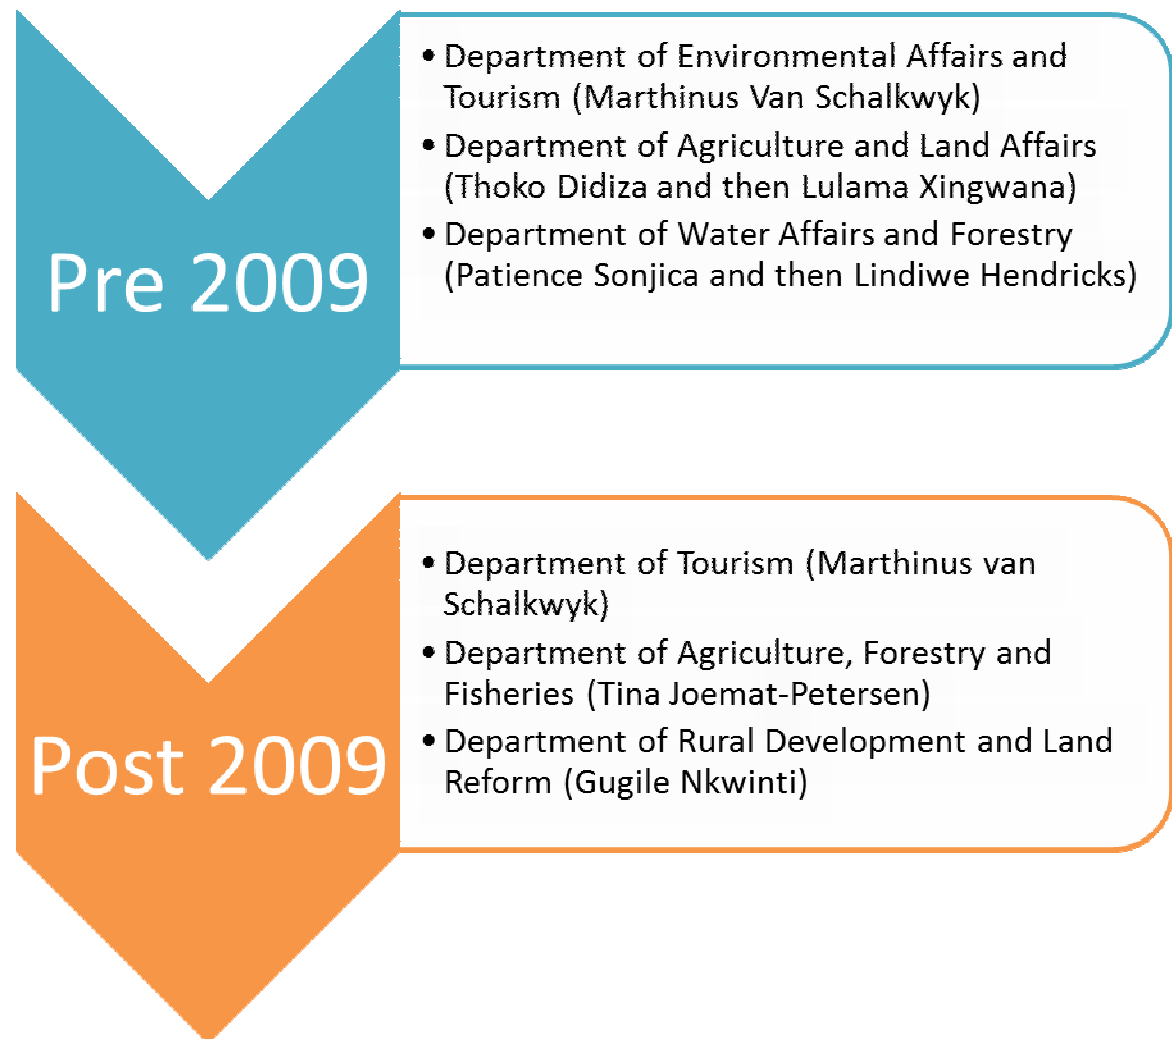 Pre 2009
• Department of Environmental Affairs and
Tourism (Marthinus Van Schalkwyk)
• Department of Agriculture and Land Affairs
(Thoko Didiza and then Lulama Xingwana)
• Department of Water Affairs and Forestry
(Patience Sonjica and then Lindiwe Hendricks)
Post 2009
• Department of Tourism (Marthinus van
Schalkwyk)
• Department of Agriculture, Forestry and
Fisheries (Tina Joemat-Petersen)
• Department of Rural Development and Land
Reform (Gugile Nkwinti)